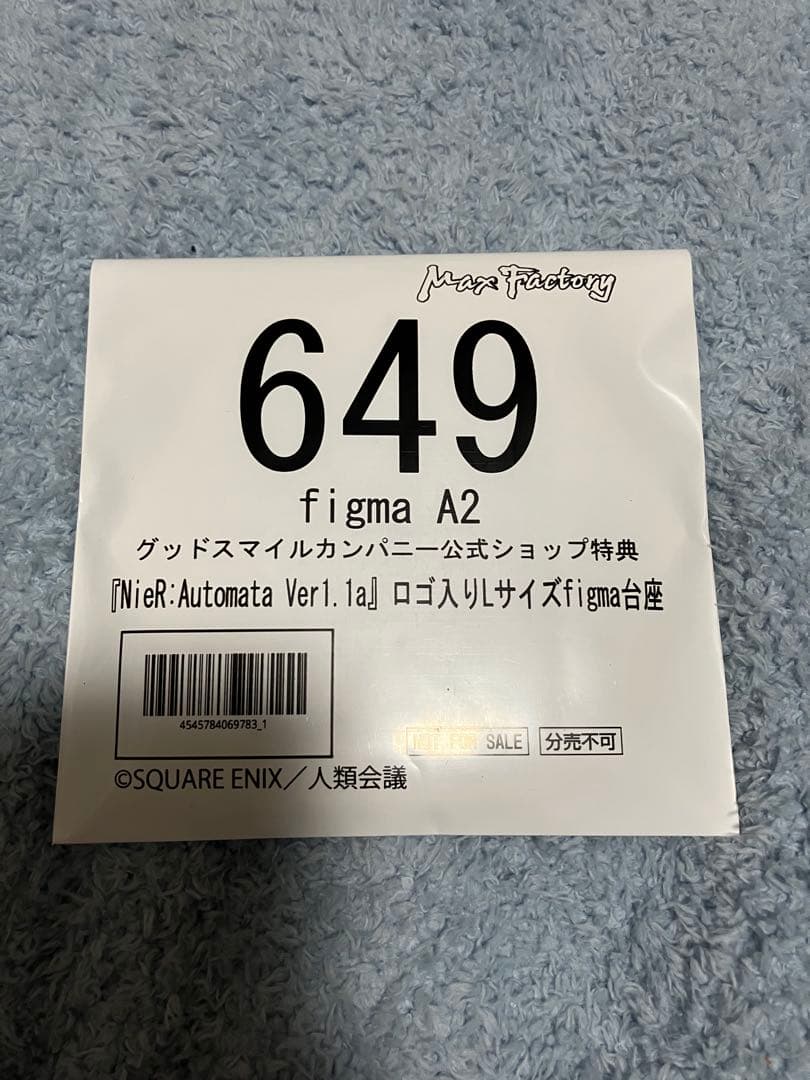 Max Factory
649
figma A2
グッドスマイルカンパニー公式ショップ特典
『NieR:Automata Ver1.1a』ロゴ入りLサイズfigma台座
4545784069783_1
NOT FOR SALE 分売不可
©SQUARE ENIX／人類会議